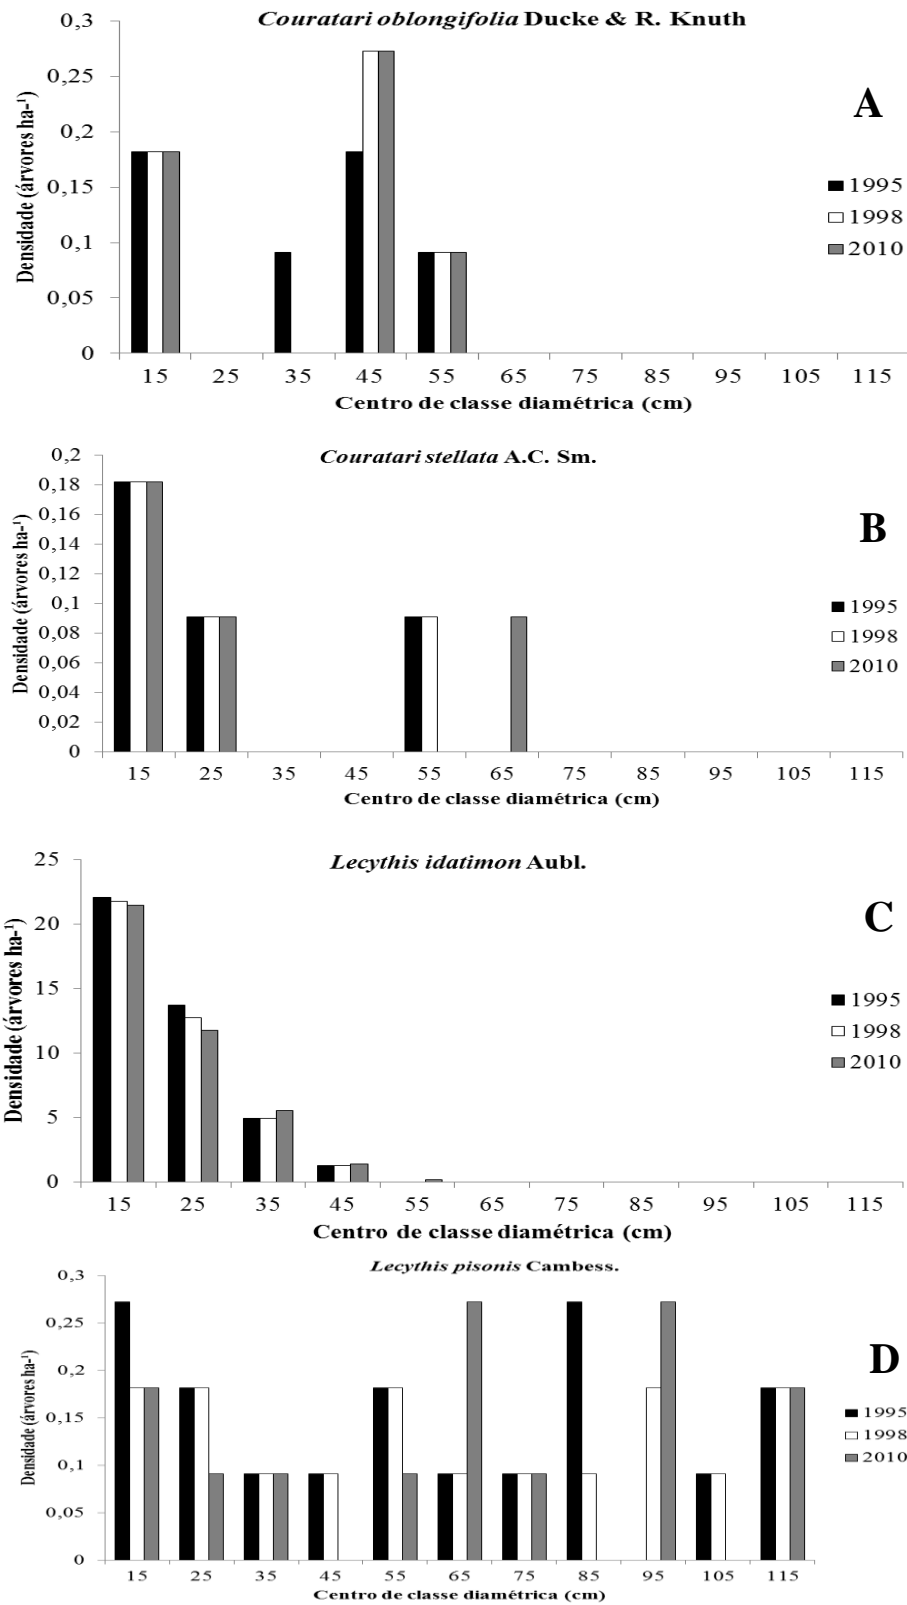 Couratari oblongifolia Ducke & R. Knuth
0,3
0,25
0,2
0,15
0,1
0,05
0
Densidade (árvores ha-¹)
A
1995
1998
2010
15 25 35 45 55 65 75 85 95 105 115
Centro de classe diamétrica (cm)
Couratari stellata A.C. Sm.
0,2
0,18
0,16
0,14
0,12
0,1
0,08
0,06
0,04
0,02
0
Densidade (árvores ha-¹)
B
1995
1998
2010
15 25 35 45 55 65 75 85 95 105 115
Centro de classe diamétrica (cm)
Lecythis idatimon Aubl.
25
20
15
10
5
0
Densidade (árvores ha-¹)
C
1995
1998
2010
15 25 35 45 55 65 75 85 95 105 115
Centro de classe diamétrica (cm)
Lecythis pisonis Cambess.
0,3
0,25
0,2
0,15
0,1
0,05
0
Densidade (árvores ha-¹)
D
1995
1998
2010
15 25 35 45 55 65 75 85 95 105 115
Centro de classe diamétrica (cm)